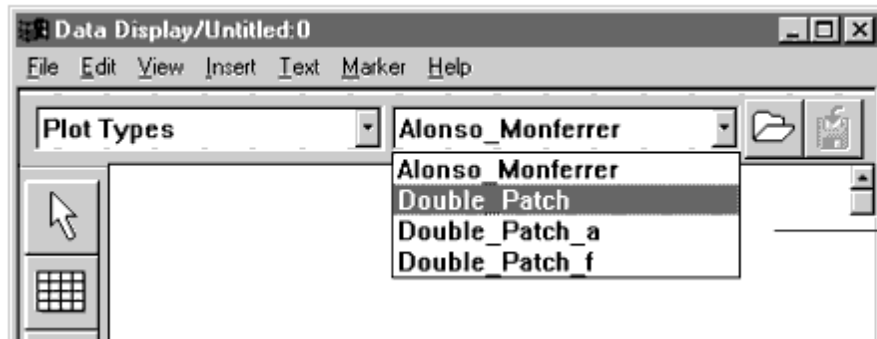 Data Display/Untitled:0
File Edit View Insert Text Marker Help
Plot Types Alonso_Monferrer
Alonso_Monferrer
Double_Patch
Double_Patch_a
Double_Patch_f